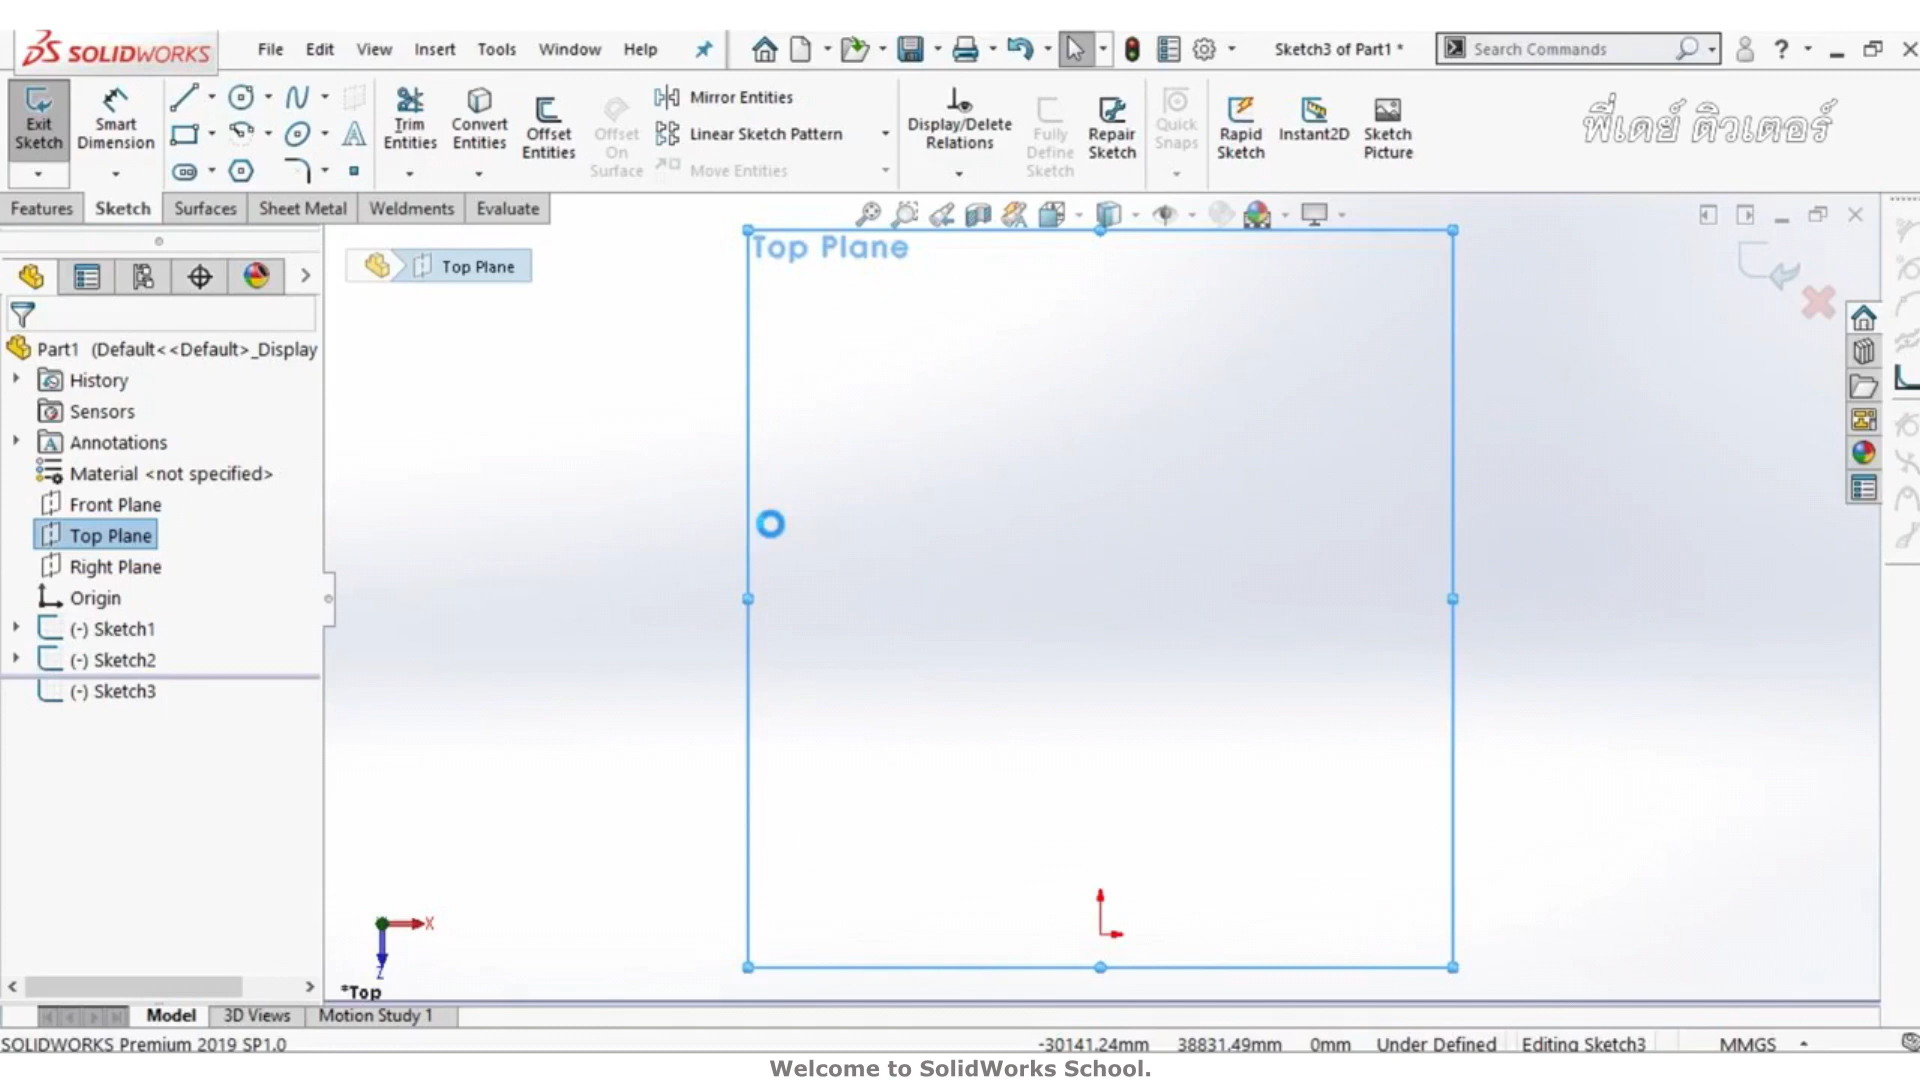 SOLIDWORKS File Edit View Insert Tools Window Help Sketch3 of Part1 * Search Commands ?
Exit Sketch Smart Dimension Trim Entities Convert Entities Offset Entities Offset On Surface Mirror Entities Linear Sketch Pattern Move Entities Display/Delete Relations Fully Define Sketch Repair Sketch Quick Snaps Rapid Sketch Instant2D Sketch Picture
พี่เดย์ ติวเตอร์
Features Sketch Surfaces Sheet Metal Weldments Evaluate
Top Plane
Top Plane
Part1 (Default<<Default>_Display
History
Sensors
Annotations
Material <not specified>
Front Plane
Top Plane
Right Plane
Origin
(-) Sketch1
(-) Sketch2
(-) Sketch3
X
Z
*Top
Model 3D Views Motion Study 1
SOLIDWORKS Premium 2019 SP1.0 -30141.24mm 38831.49mm 0mm Under Defined Editing Sketch3 MMGS
Welcome to SolidWorks School.